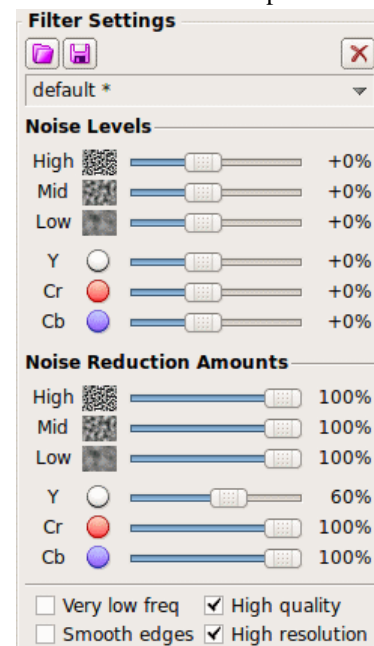 Filter Settings
default *
Noise Levels
High +0%
Mid +0%
Low +0%
Y +0%
Cr +0%
Cb +0%
Noise Reduction Amounts
High 100%
Mid 100%
Low 100%
Y 60%
Cr 100%
Cb 100%
Very low freq High quality
Smooth edges High resolution